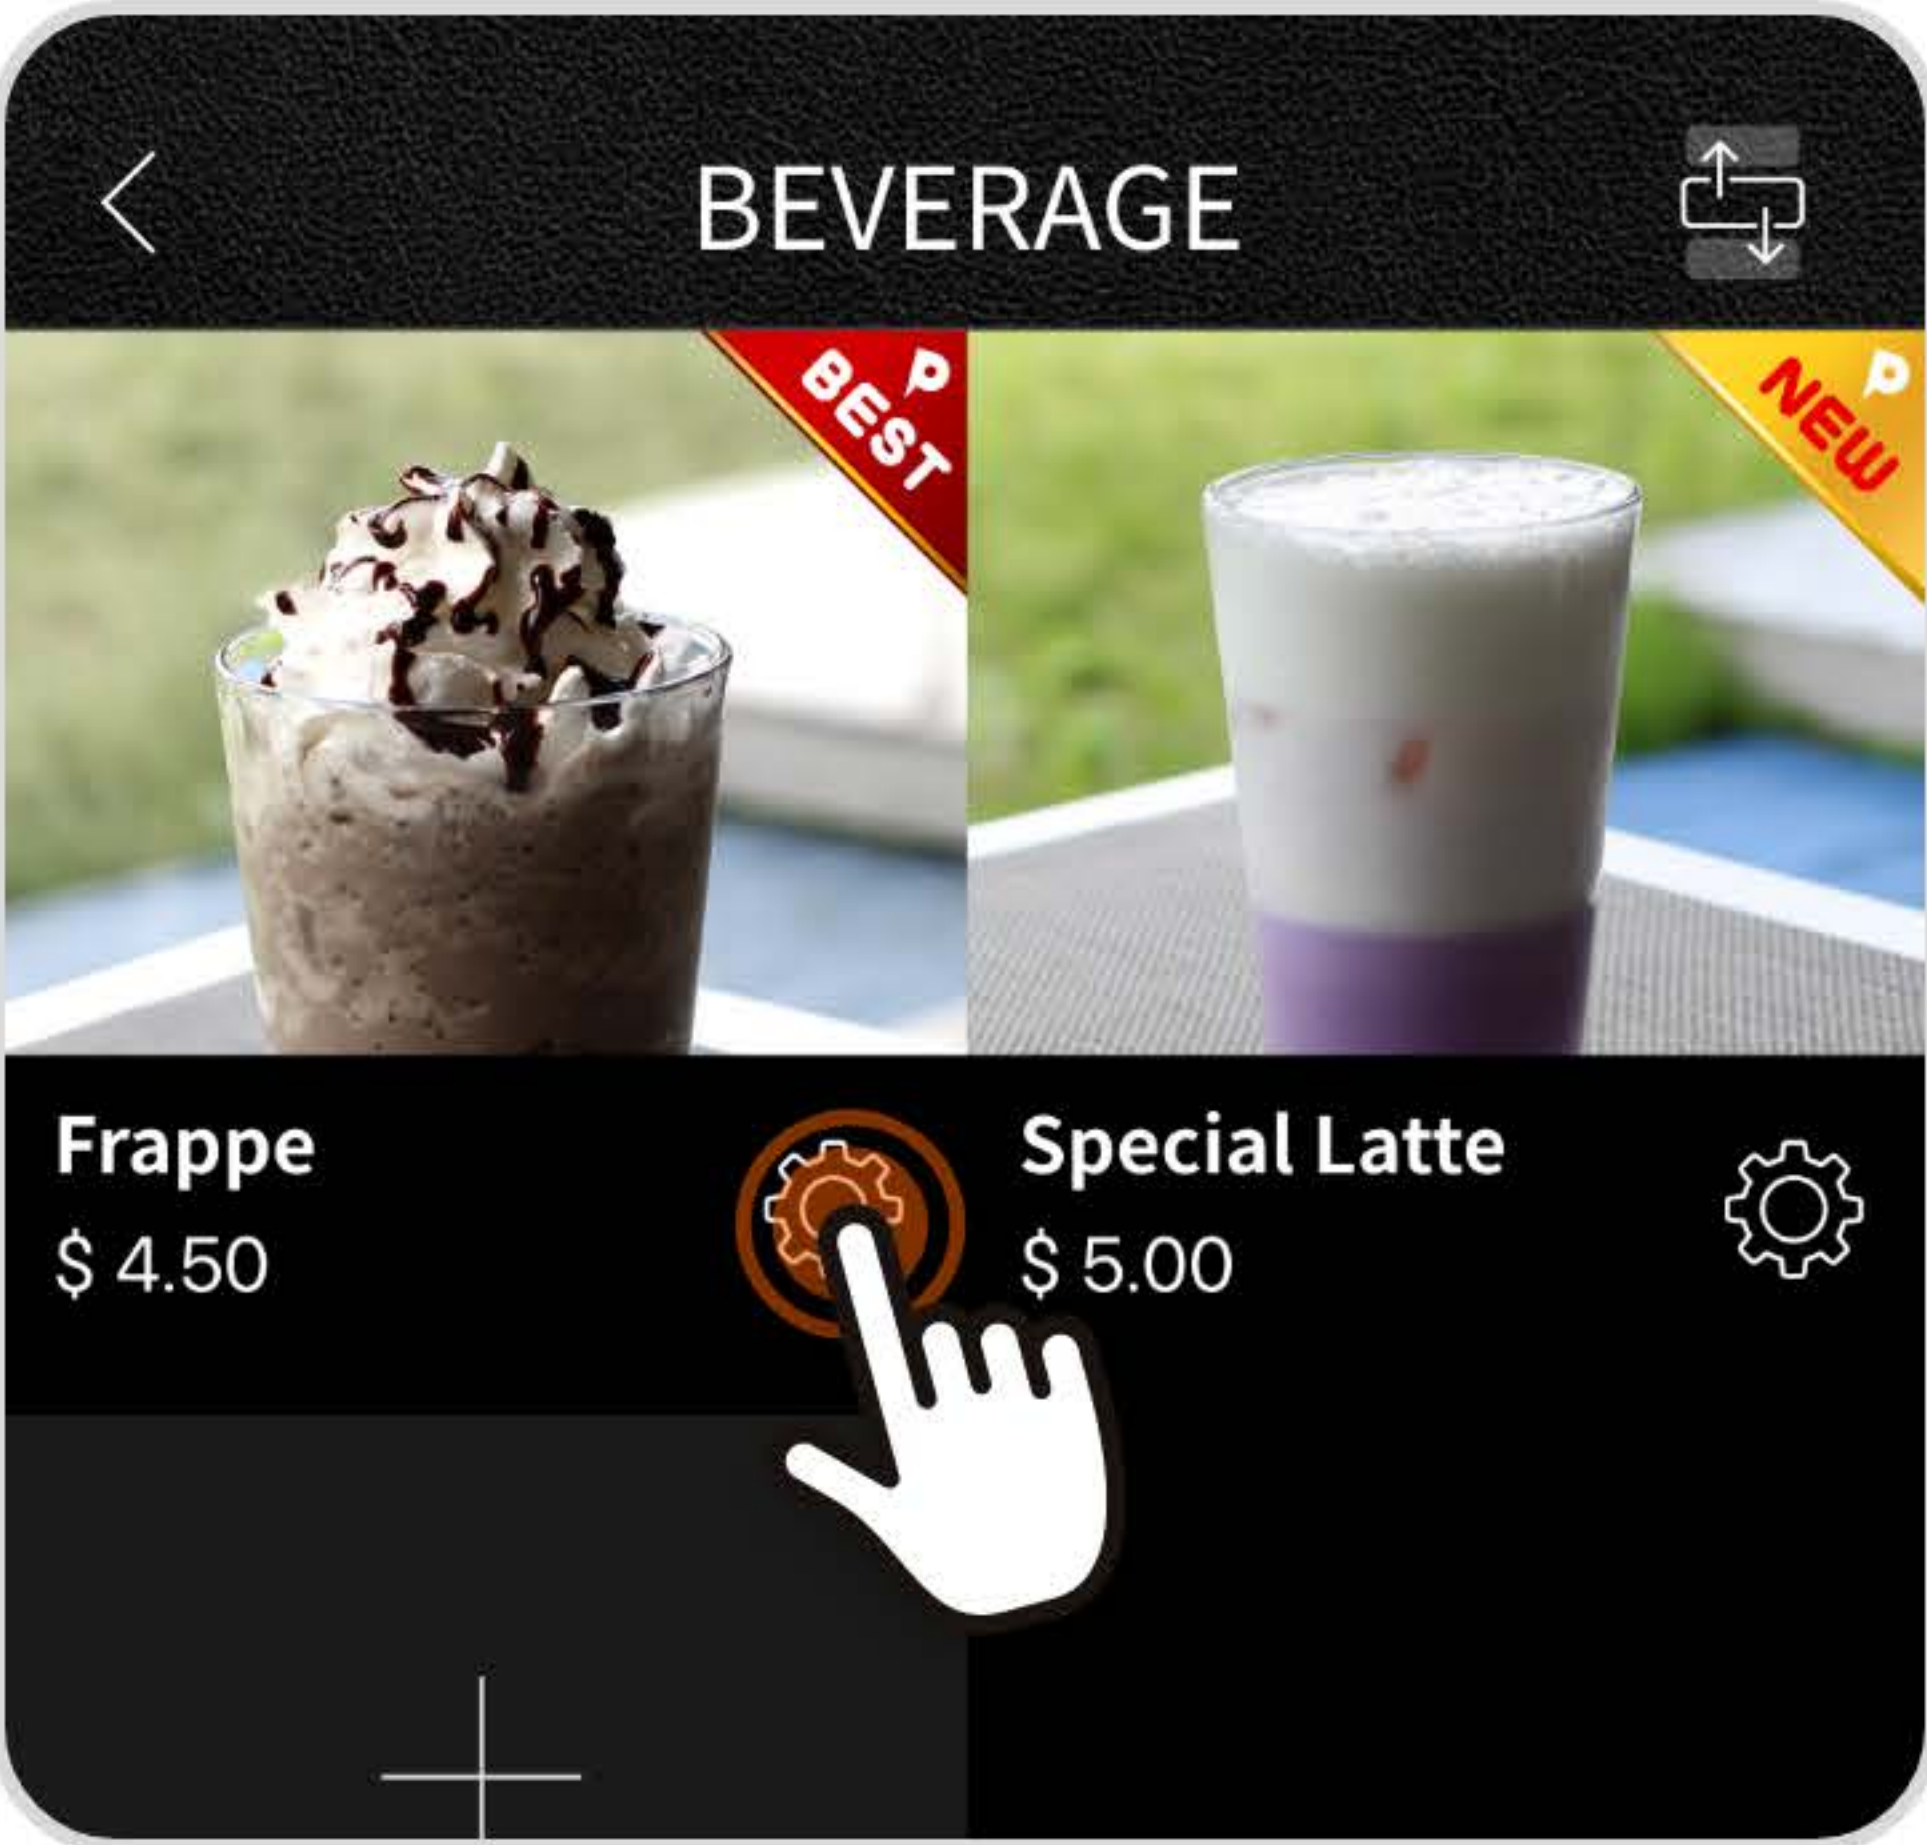 BEVERAGE
P
BEST
P
NEW
Frappe
$ 4.50
Special Latte
$ 5.00